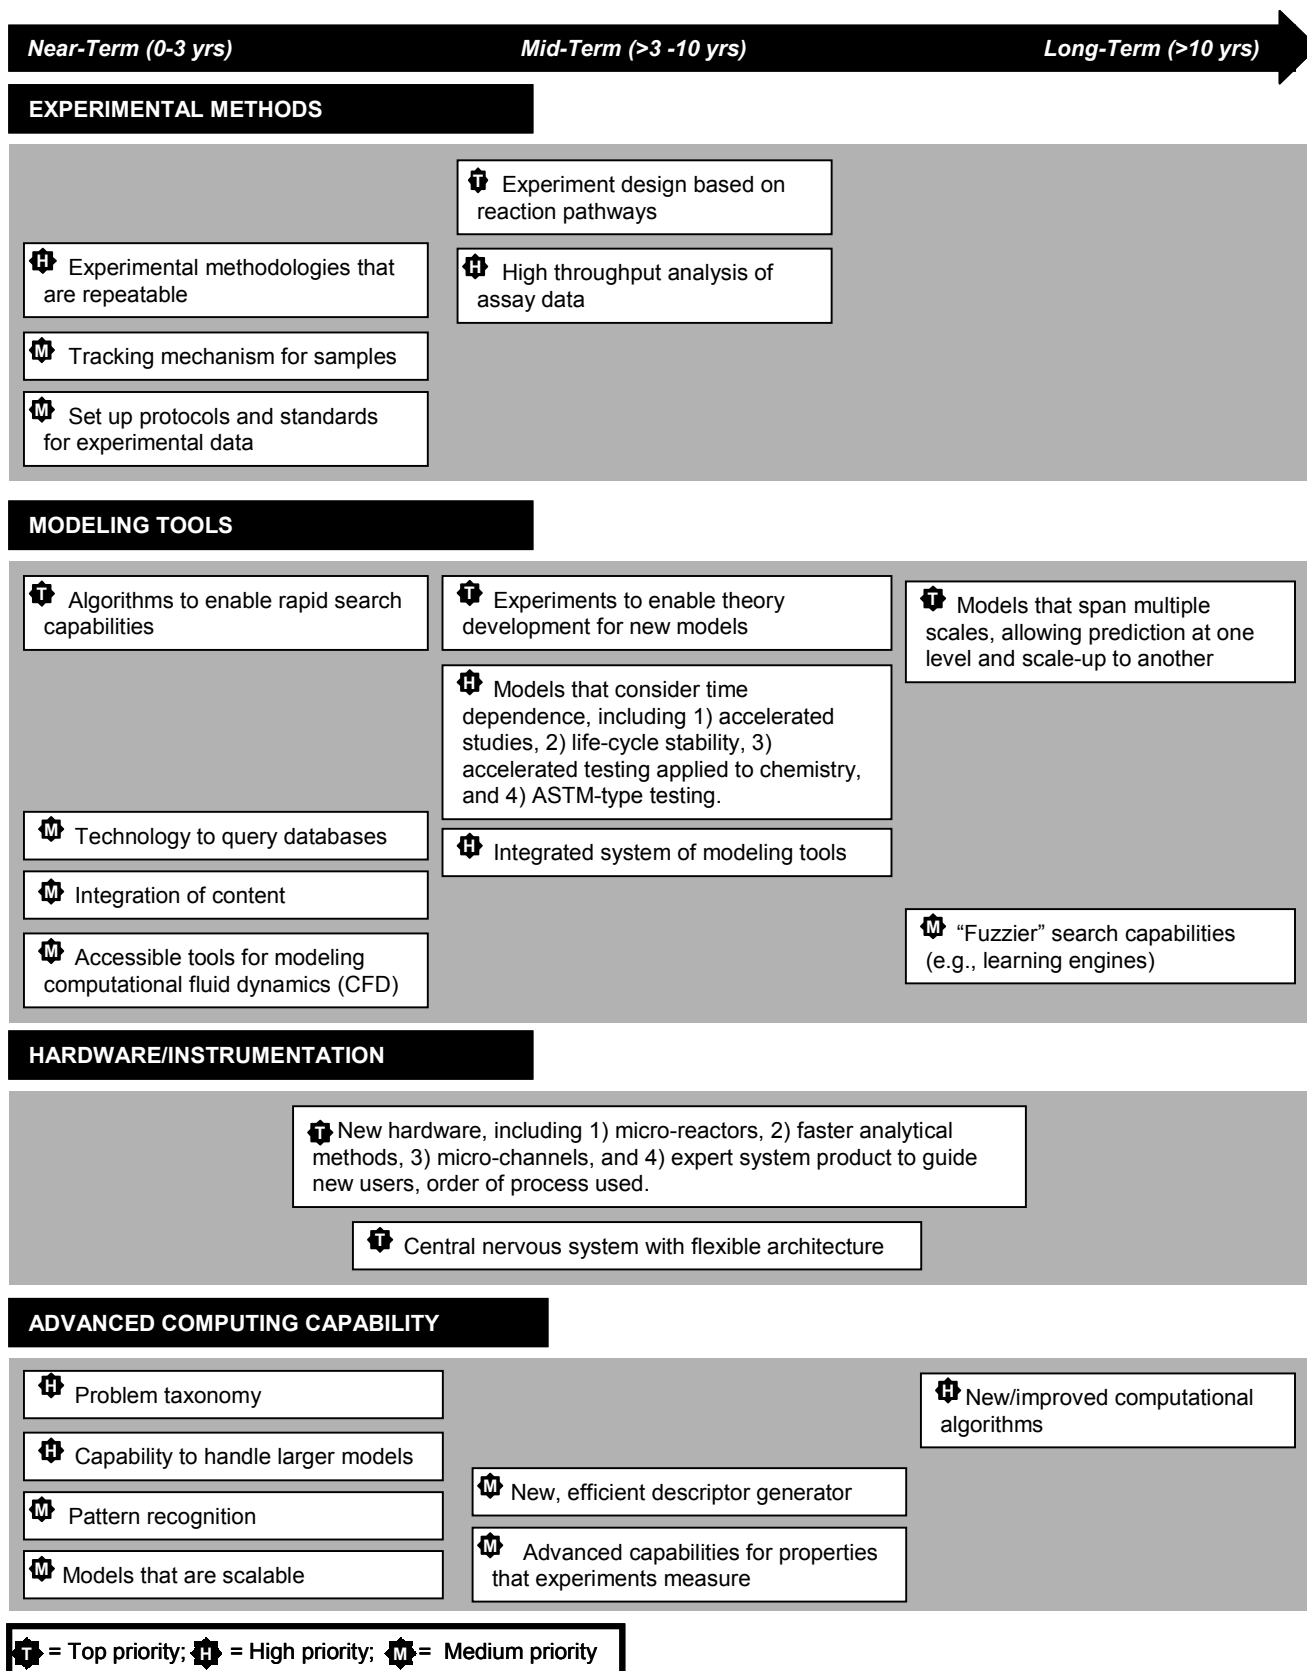 Near-Term (0-3 yrs) Mid-Term (>3 -10 yrs) Long-Term (>10 yrs)
EXPERIMENTAL METHODS
T Experiment design based on
reaction pathways
H Experimental methodologies that
are repeatable
H High throughput analysis of
assay data
M Tracking mechanism for samples
M Set up protocols and standards
for experimental data
MODELING TOOLS
T Algorithms to enable rapid search
capabilities
T Experiments to enable theory
development for new models
T Models that span multiple
scales, allowing prediction at one
level and scale-up to another
H Models that consider time
dependence, including 1) accelerated
studies, 2) life-cycle stability, 3)
accelerated testing applied to chemistry,
and 4) ASTM-type testing.
M Technology to query databases
H Integrated system of modeling tools
M Integration of content
M Accessible tools for modeling
computational fluid dynamics (CFD)
M “Fuzzier” search capabilities
(e.g., learning engines)
HARDWARE/INSTRUMENTATION
T New hardware, including 1) micro-reactors, 2) faster analytical
methods, 3) micro-channels, and 4) expert system product to guide
new users, order of process used.
T Central nervous system with flexible architecture
ADVANCED COMPUTING CAPABILITY
H Problem taxonomy
H New/improved computational
algorithms
H Capability to handle larger models
M Pattern recognition
M New, efficient descriptor generator
M Models that are scalable
M Advanced capabilities for properties
that experiments measure
T = Top priority; H = High priority; M = Medium priority